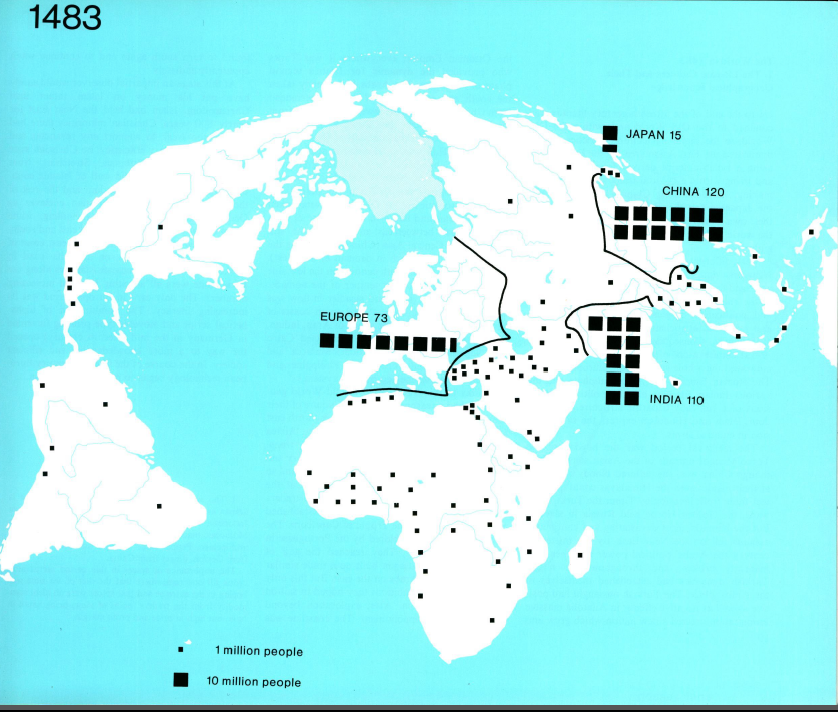 1483
JAPAN 15
CHINA 120
EUROPE 73
INDIA 110
1 million people
10 million people